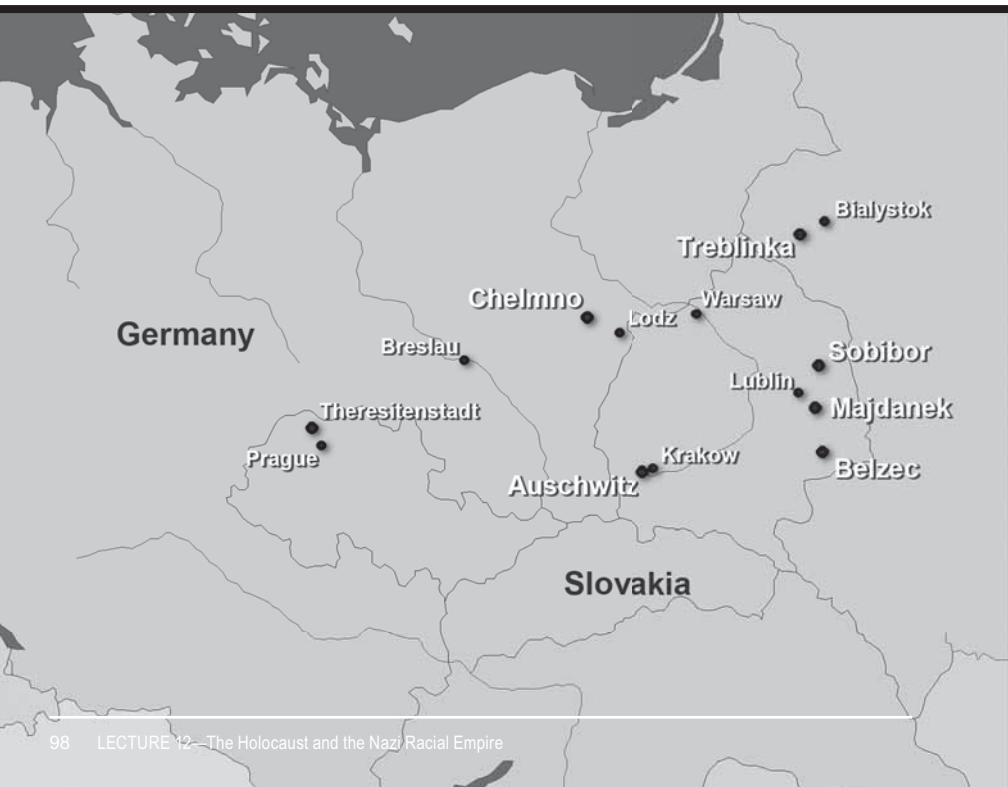 Bialystok
Treblinka
Chelmno
Warsaw
Lodz
Germany
Breslau
Sobibor
Lublin
Theresitenstadt
Majdanek
Prague
Krakow
Belzec
Auschwitz
Slovakia
98 LECTURE 12—The Holocaust and the Nazi Racial Empire